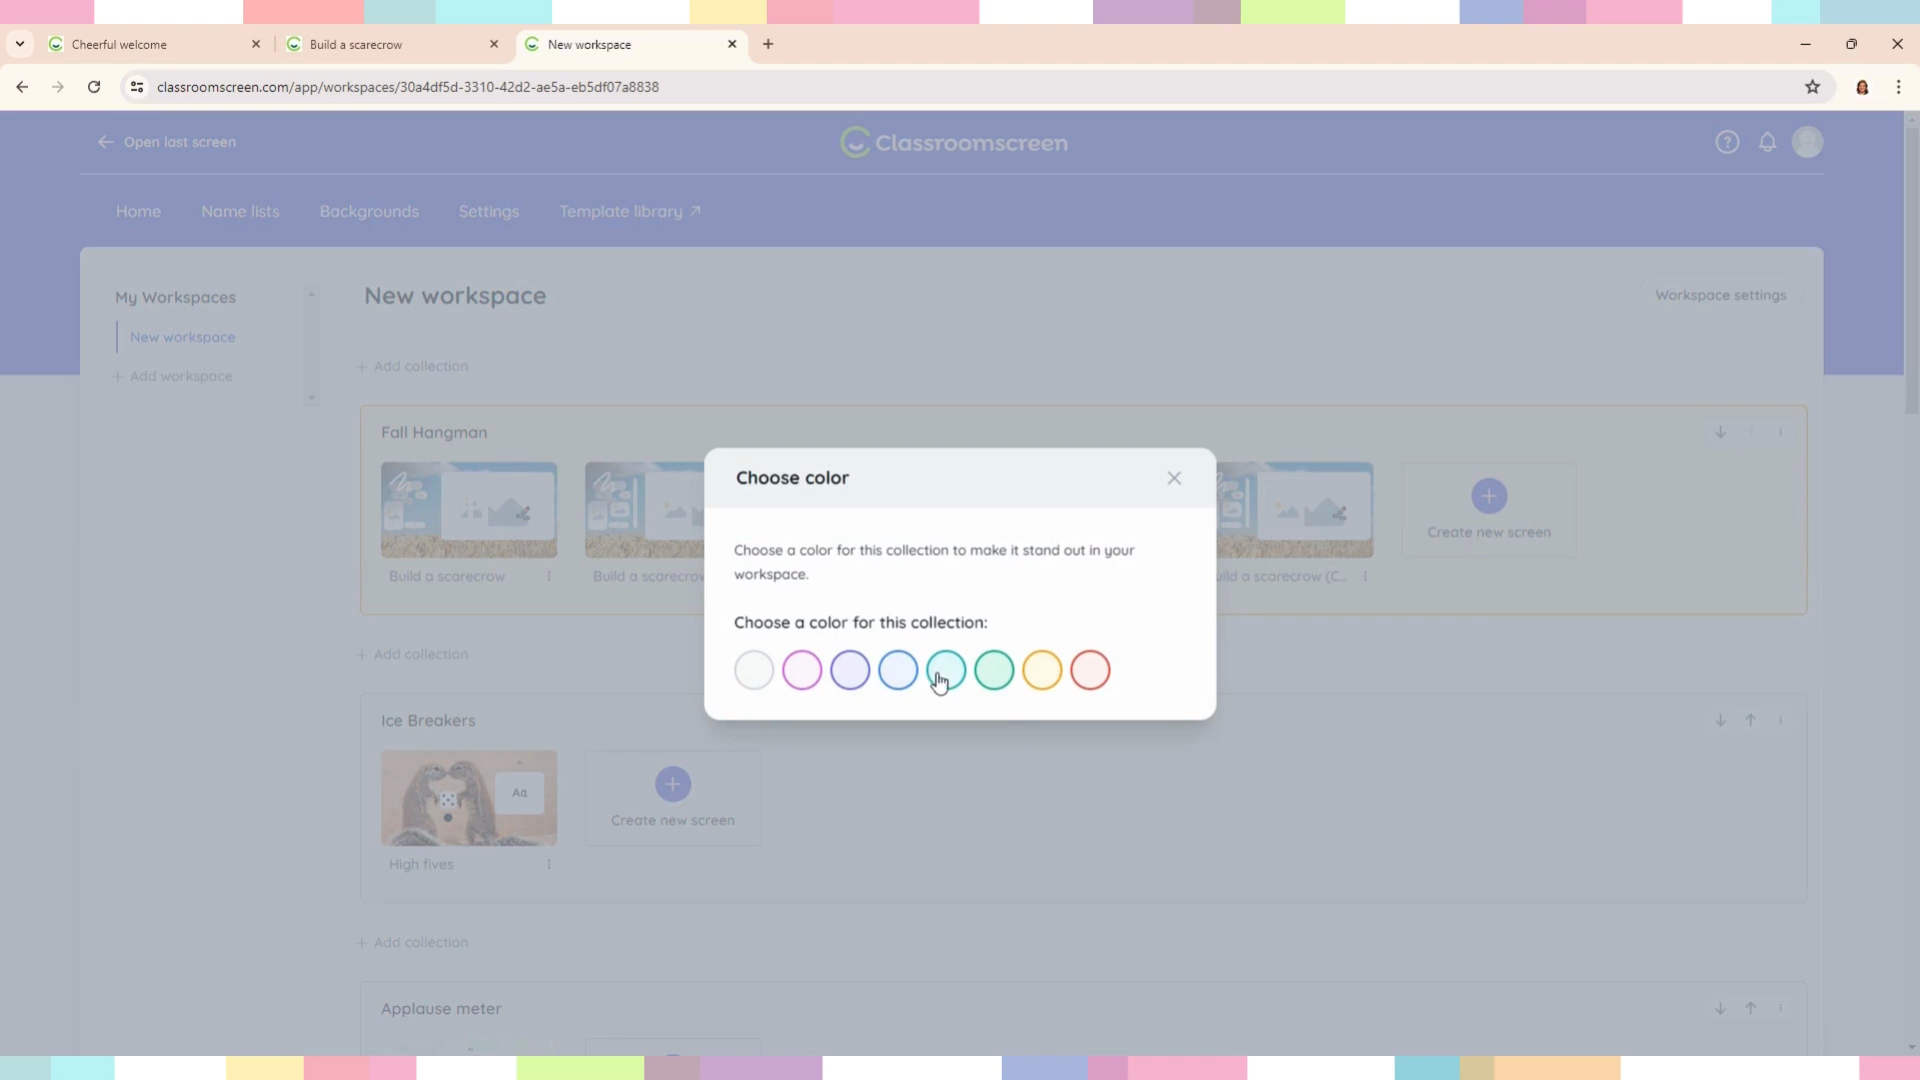 Cheerful welcome
Build a scarecrow
New workspace
classroomscreen.com/app/workspaces/30a4df5d-3310-42d2-ae5a-eb5df07a8838
Open last screen
Classroomscreen
Home
Name lists
Backgrounds
Settings
Template library
My Workspaces
New workspace
Add workspace
New workspace
Workspace settings
+ Add collection
Fall Hangman
Build a scarecrow
Build a scarecrow
uild a scarecrow (C...
Create new screen
Choose color
Choose a color for this collection to make it stand out in your
workspace.
Choose a color for this collection:
+ Add collection
Ice Breakers
Aa
High fives
Create new screen
+ Add collection
Applause meter